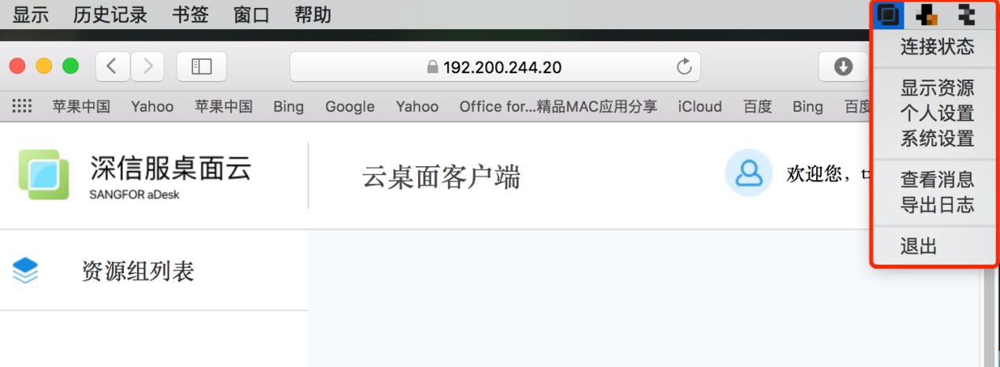 显示 历史记录 书签 窗口 帮助
192.200.244.20
苹果中国 Yahoo 苹果中国 Bing Google Yahoo Office for...精品MAC应用分享 iCloud 百度 Bing 百度
深信服桌面云
SANGFOR aDesk
云桌面客户端
欢迎您，
资源组列表
连接状态
显示资源
个人设置
系统设置
查看消息
导出日志
退出